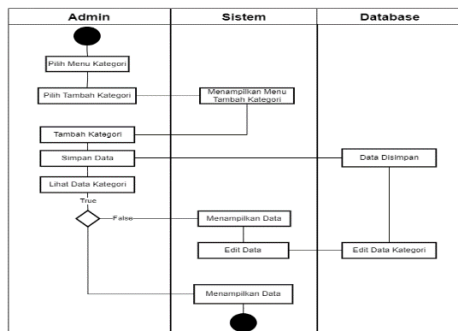 Admin
Sistem
Database
Pilih Menu Kategori
Pilih Tambah Kategori
Menampilkan Menu
Tambah Kategori
Tambah Kategori
Simpan Data
Data Disimpan
Lihat Data Kategori
True
False
Menampilkan Data
Edit Data
Edit Data Kategori
Menampilkan Data